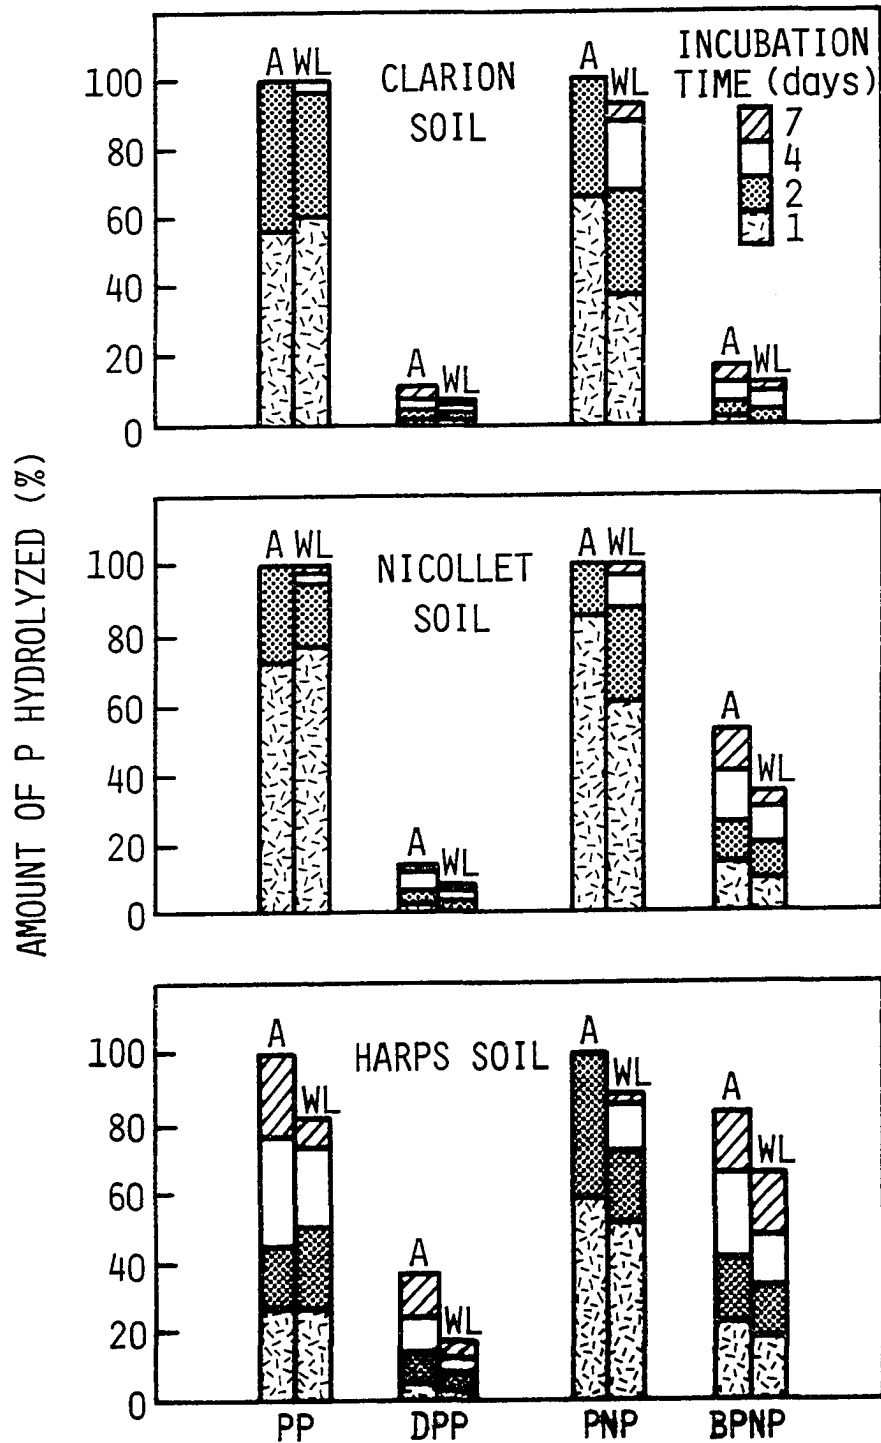 AMOUNT OF P HYDROLYZED (%)
INCUBATION
TIME (days)
7
4
2
1
CLARION
SOIL
100
80
60
40
20
0
A WL
A
WL
A
WL
A
WL
NICOLLET
SOIL
100
80
60
40
20
0
A WL
A
WL
A WL
A
WL
HARPS SOIL
100
80
60
40
20
0
A
WL
A
WL
A
WL
A
WL
PP
DPP
PNP
BPNP